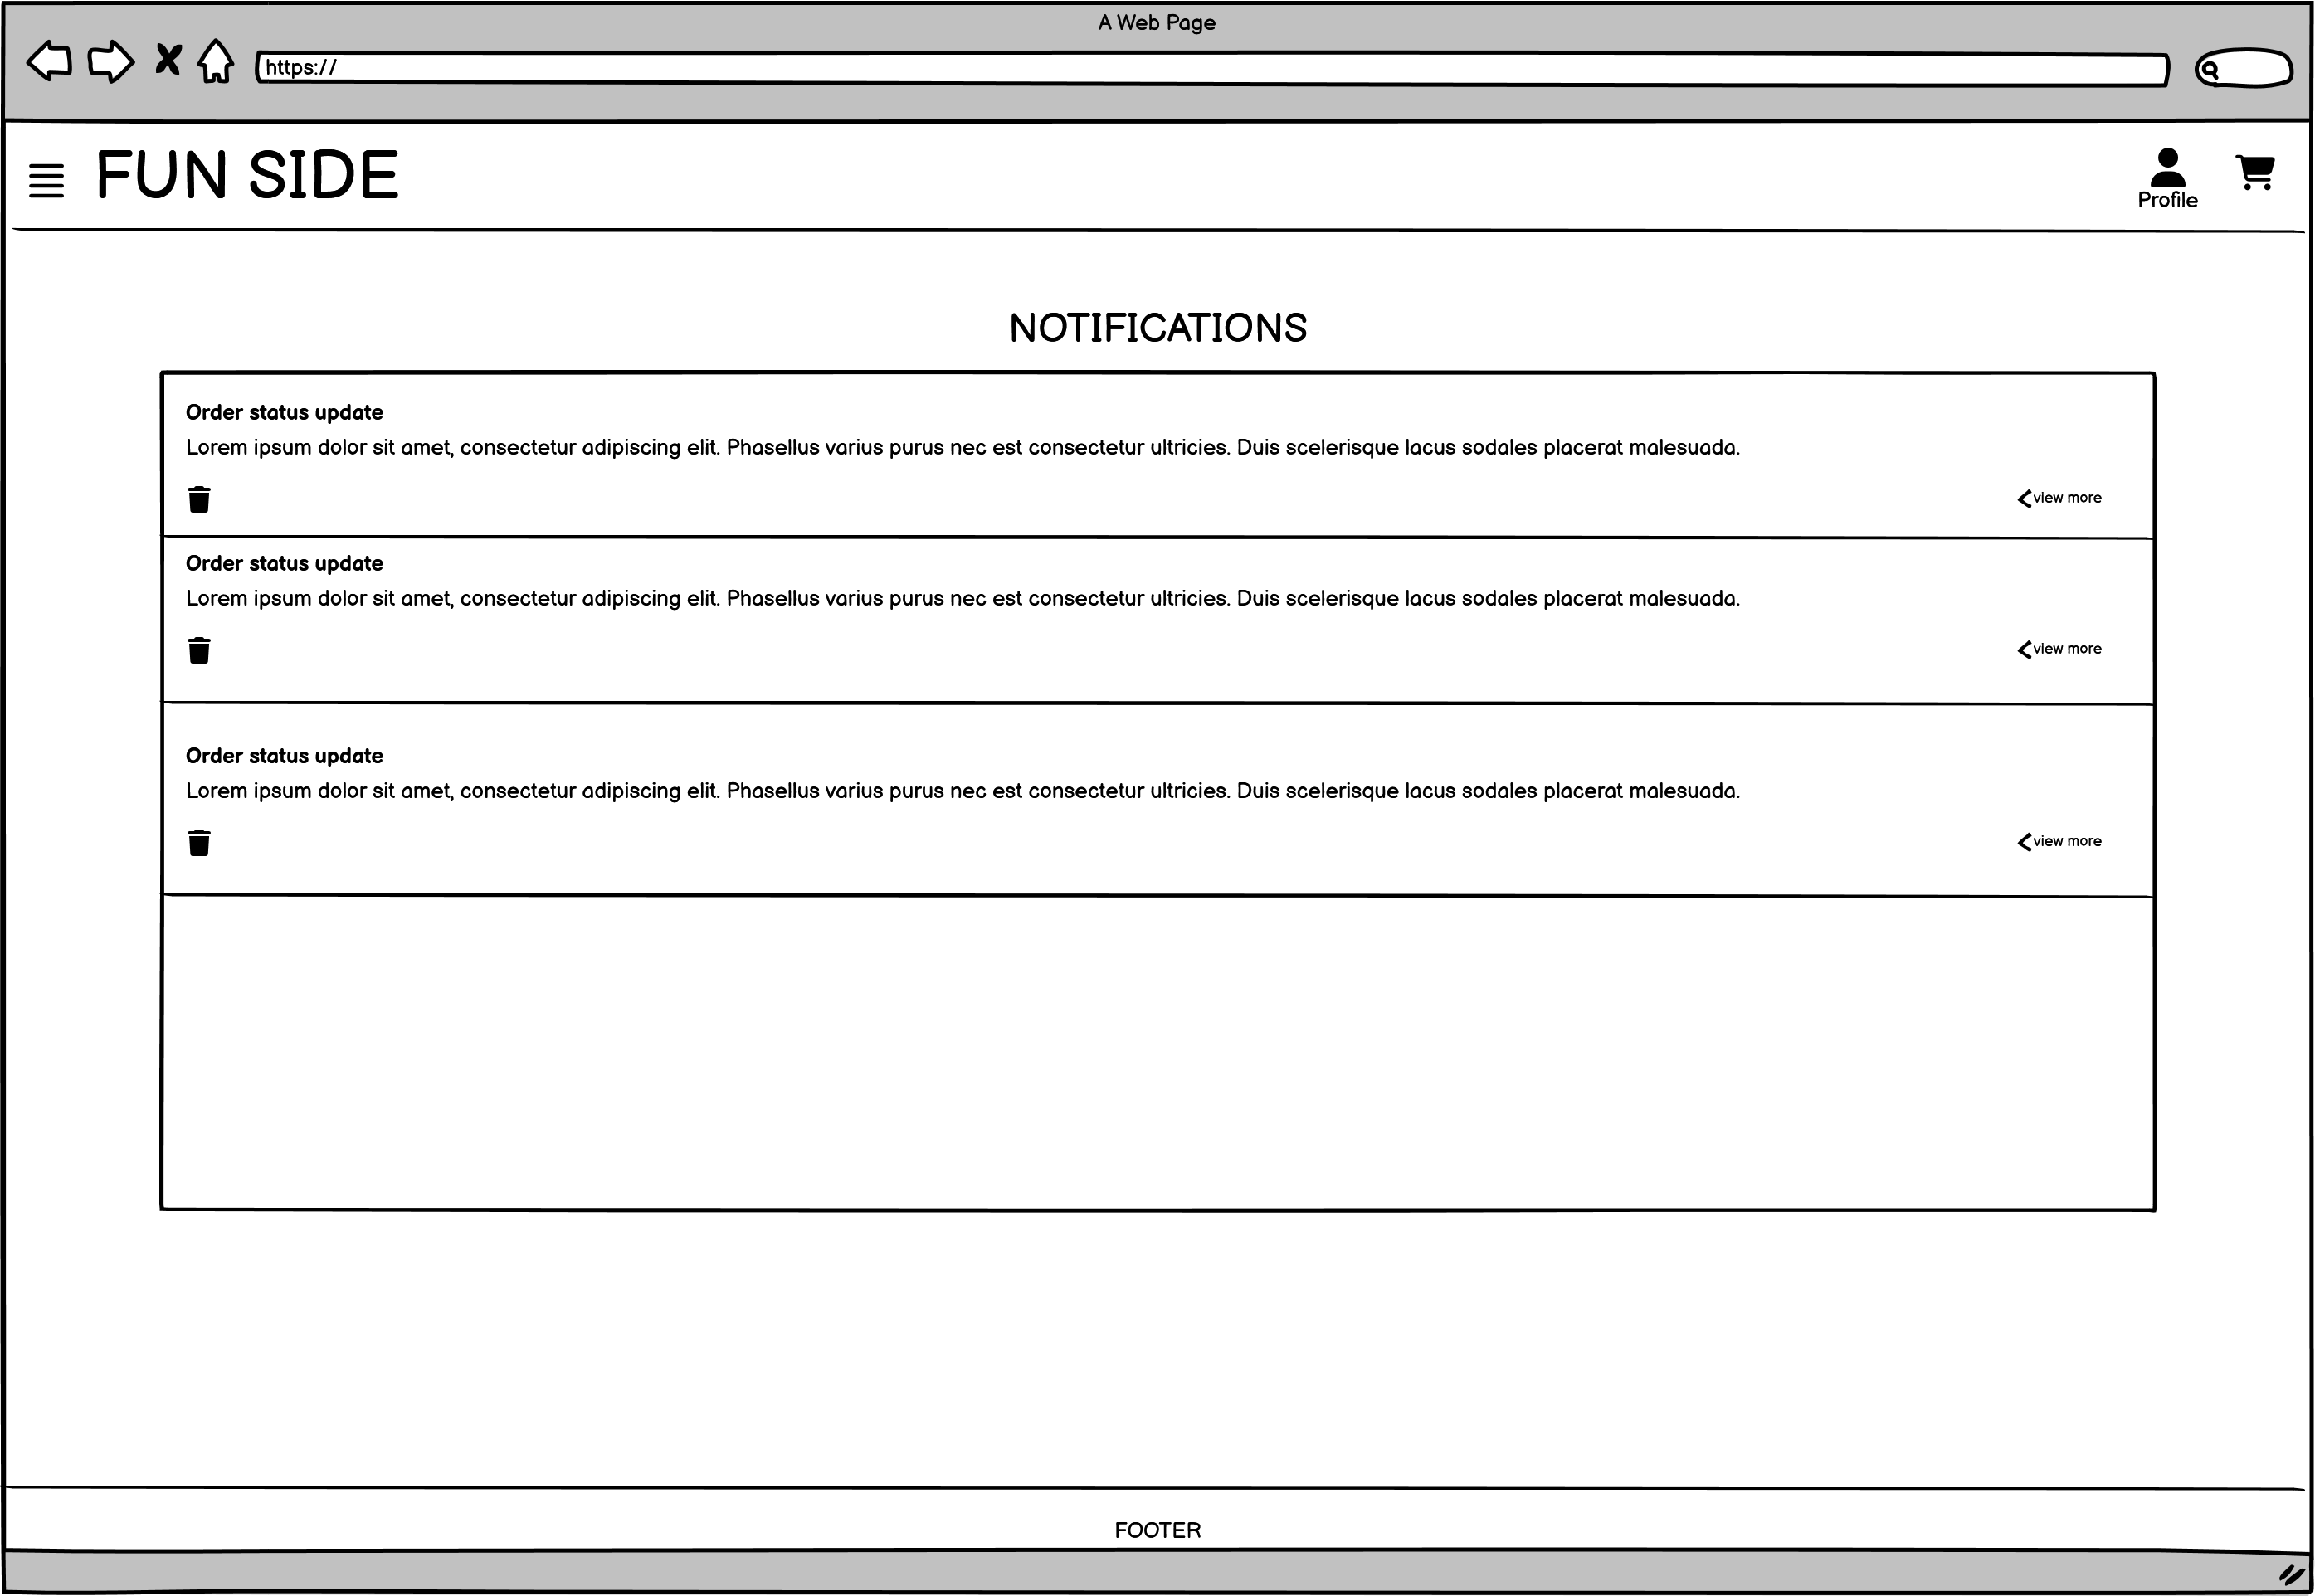 A Web Page
https://
FUN SIDE
Profile
NOTIFICATIONS
Order status update
Lorem ipsum dolor sit amet, consectetur adipiscing elit. Phasellus varius purus nec est consectetur ultricies. Duis scelerisque lacus sodales placerat malesuada.
view more
Order status update
Lorem ipsum dolor sit amet, consectetur adipiscing elit. Phasellus varius purus nec est consectetur ultricies. Duis scelerisque lacus sodales placerat malesuada.
view more
Order status update
Lorem ipsum dolor sit amet, consectetur adipiscing elit. Phasellus varius purus nec est consectetur ultricies. Duis scelerisque lacus sodales placerat malesuada.
view more
FOOTER